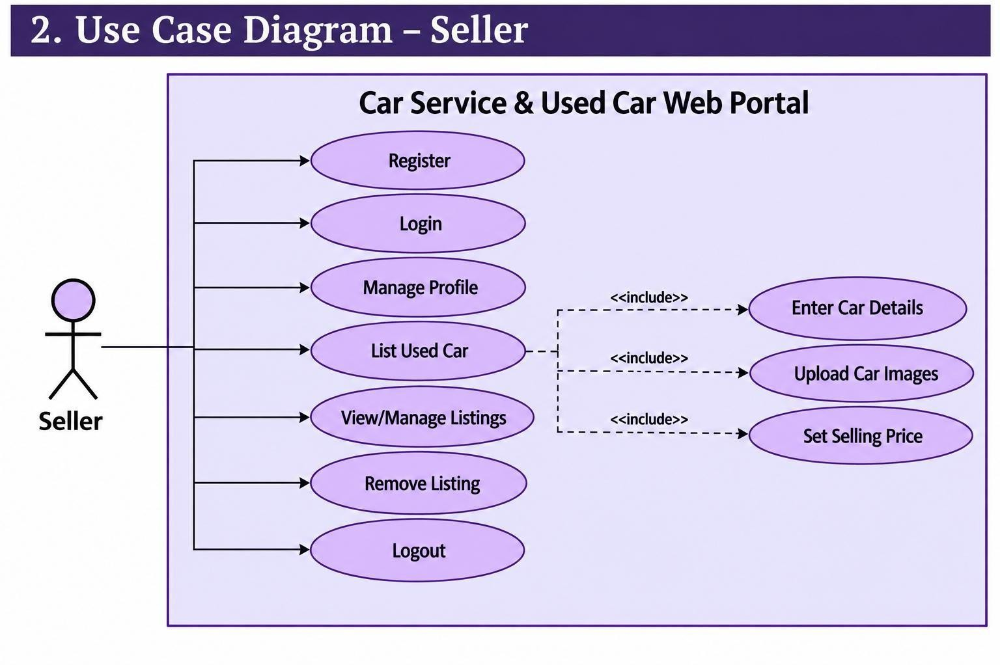 2. Use Case Diagram – Seller
Car Service & Used Car Web Portal
Register
Login
Manage Profile
List Used Car
View/Manage Listings
Remove Listing
Logout
<<include>>
Enter Car Details
<<include>>
Upload Car Images
<<include>>
Set Selling Price
Seller